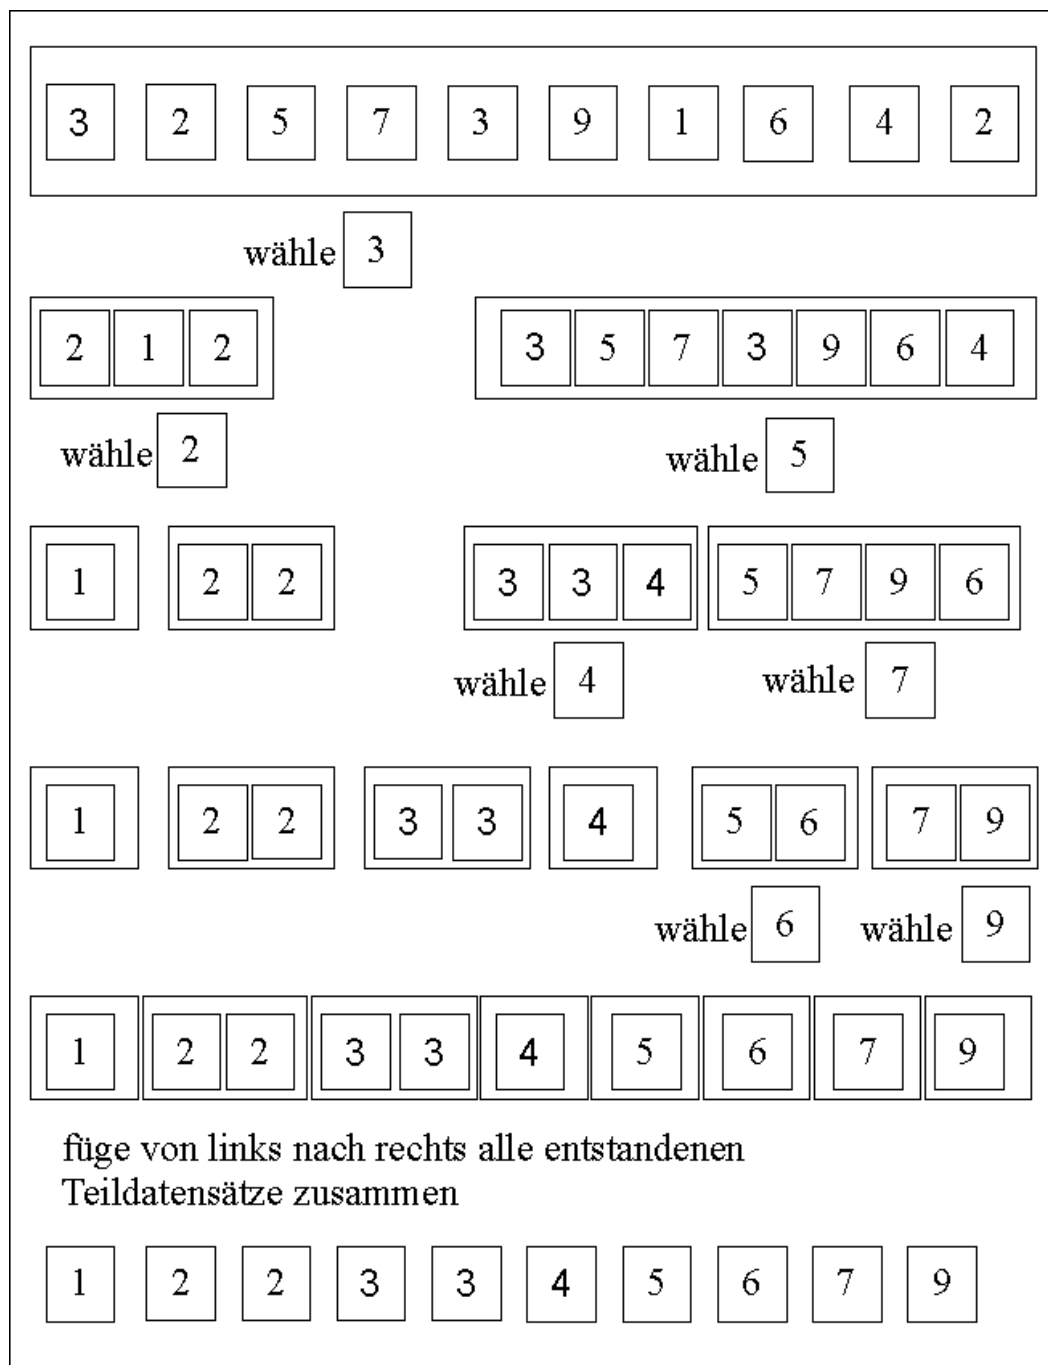 3 2 5 7 3 9 1 6 4 2
wähle 3
2 1 2 3 5 7 3 9 6 4
wähle 2 wähle 5
1 2 2 3 3 4 5 7 9 6
wähle 4 wähle 7
1 2 2 3 3 4 5 6 7 9
wähle 6 wähle 9
1 2 2 3 3 4 5 6 7 9
füge von links nach rechts alle entstandenen
Teildatensätze zusammen
1 2 2 3 3 4 5 6 7 9